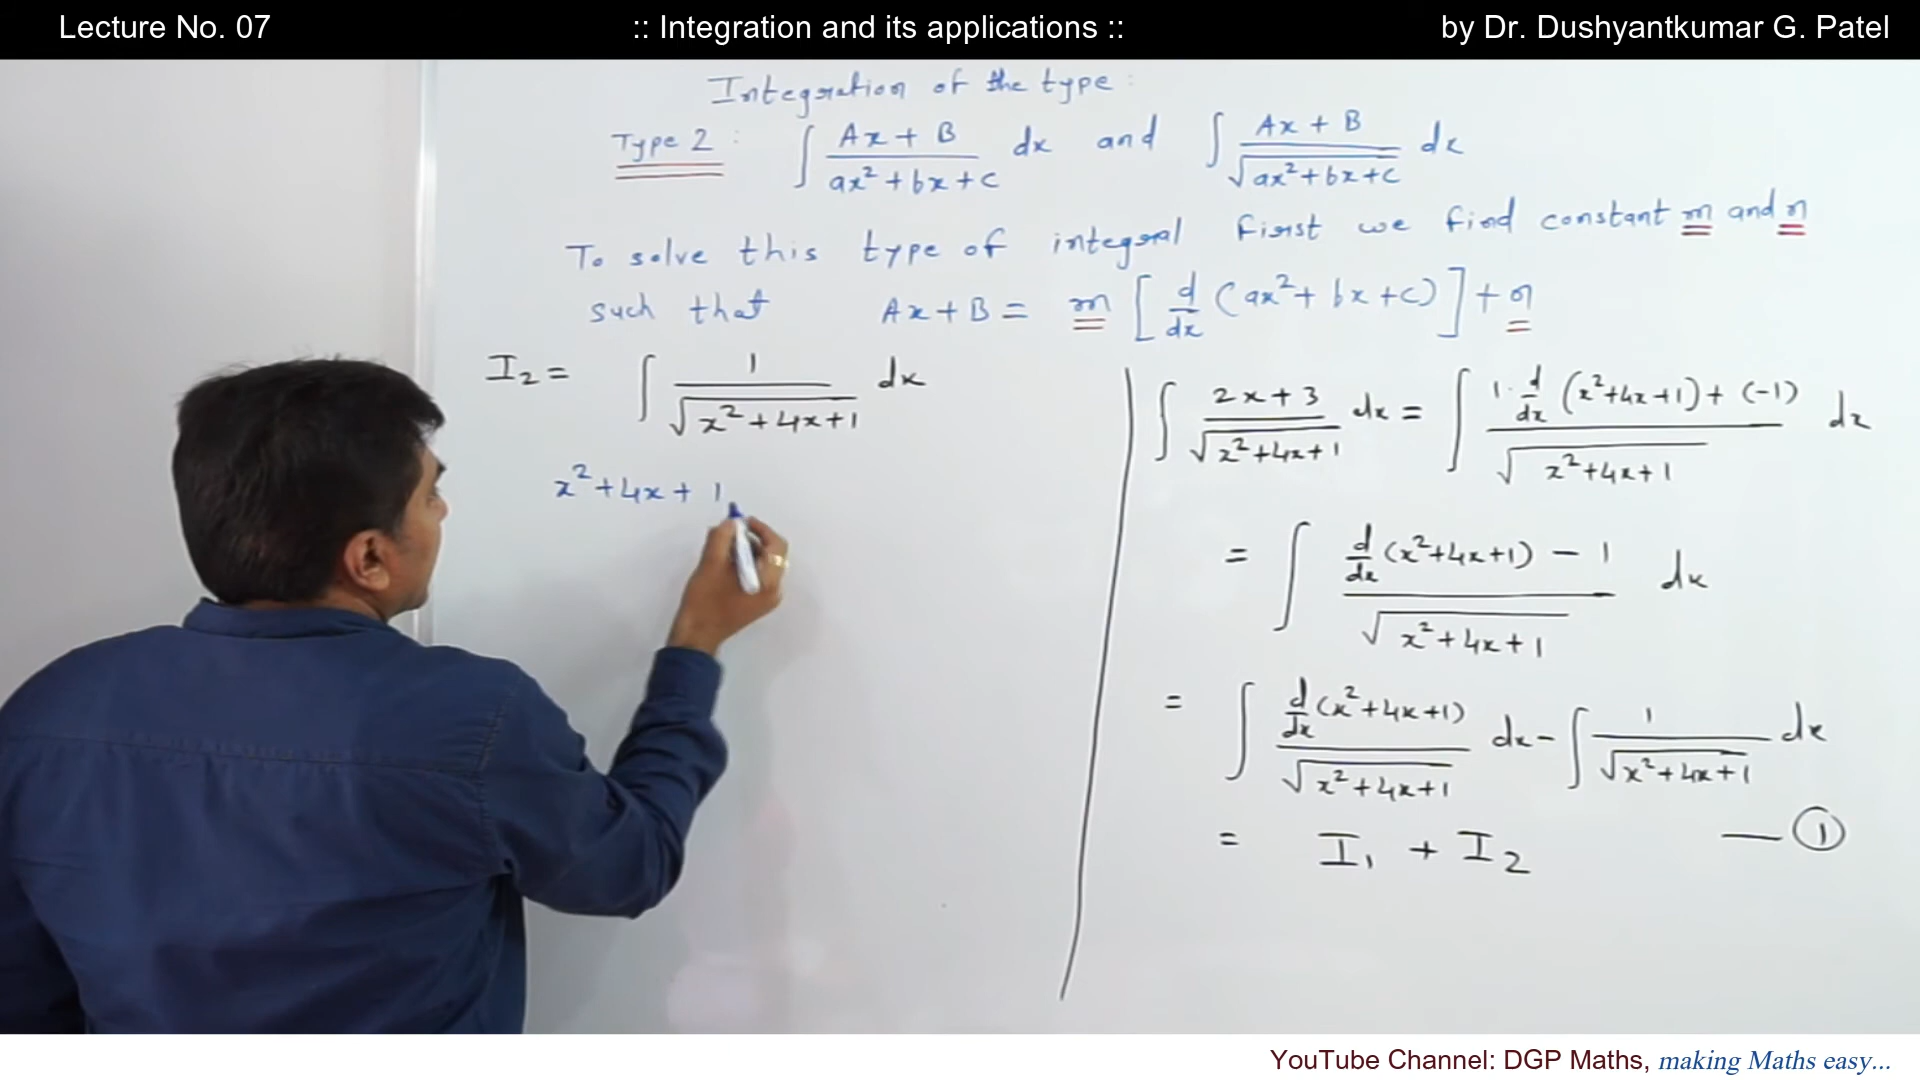 Lecture No. 07 :: Integration and its applications :: by Dr. Dushyantkumar G. Patel
Integration of the type:
Type 2: ∫ (Ax + B)/(ax² + bx + c) dx and ∫ (Ax + B)/√(ax² + bx + c) dx
To solve this type of integral first we find constant m and n
such that Ax + B = m [d/dx (ax² + bx + c)] + n
I₂ = ∫ 1/√(x² + 4x + 1) dx
x² + 4x + 1
∫ (2x + 3)/√(x² + 4x + 1) dx = ∫ (1 · d/dx (x² + 4x + 1) + (-1))/√(x² + 4x + 1) dx
= ∫ (d/dx (x² + 4x + 1) - 1)/√(x² + 4x + 1) dx
= ∫ (d/dx (x² + 4x + 1))/√(x² + 4x + 1) dx - ∫ 1/√(x² + 4x + 1) dx
= I₁ + I₂ — ①
YouTube Channel: DGP Maths, making Maths easy...